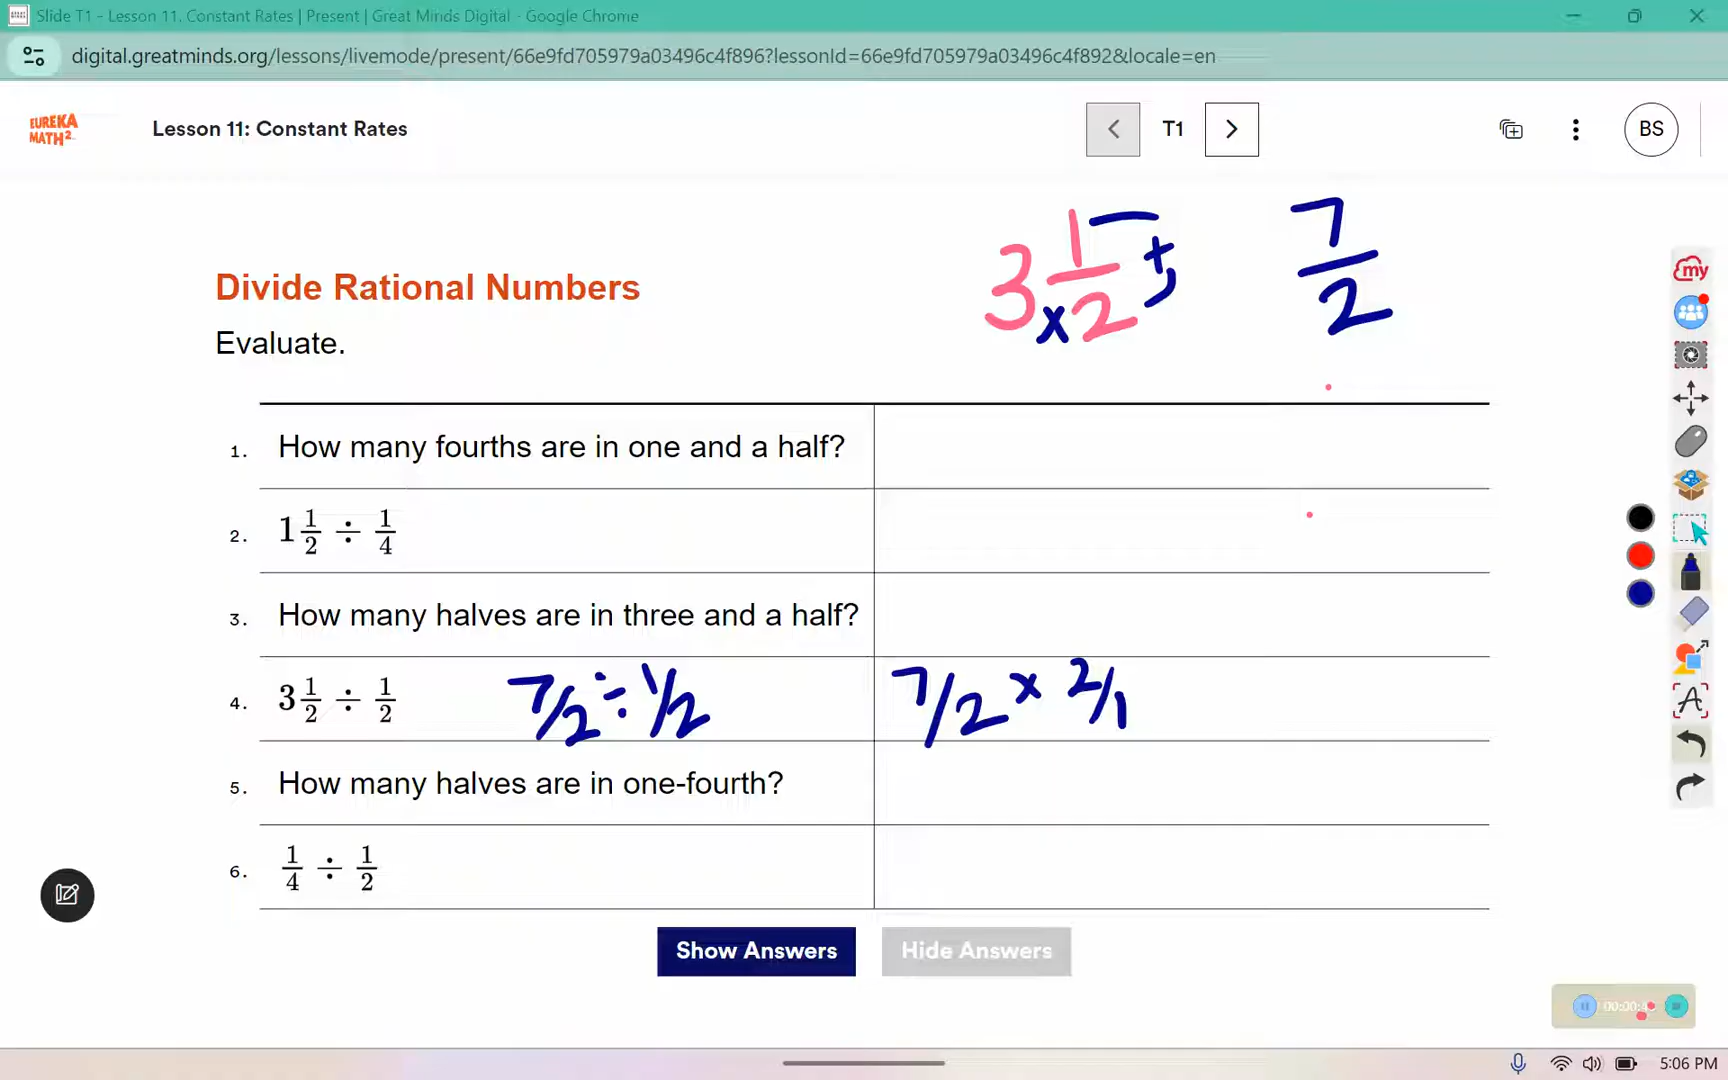 Slide T1 - Lesson 11. Constant Rates | Present | Great Minds Digital - Google Chrome
digital.greatminds.org/lessons/livemode/present/66e9fd705979a03496c4f896?lessonId=66e9fd705979a03496c4f892&locale=en
EUREKA
MATH²
Lesson 11: Constant Rates
T1
BS
my
3 1/2 × +
7/2
Divide Rational Numbers
Evaluate.
1. How many fourths are in one and a half?
2. 1 1/2 ÷ 1/4
3. How many halves are in three and a half?
4. 3 1/2 ÷ 1/2 7/2 ÷ 1/2 7/2 × 2/1
5. How many halves are in one-fourth?
6. 1/4 ÷ 1/2
A
Show Answers
Hide Answers
5:06 PM